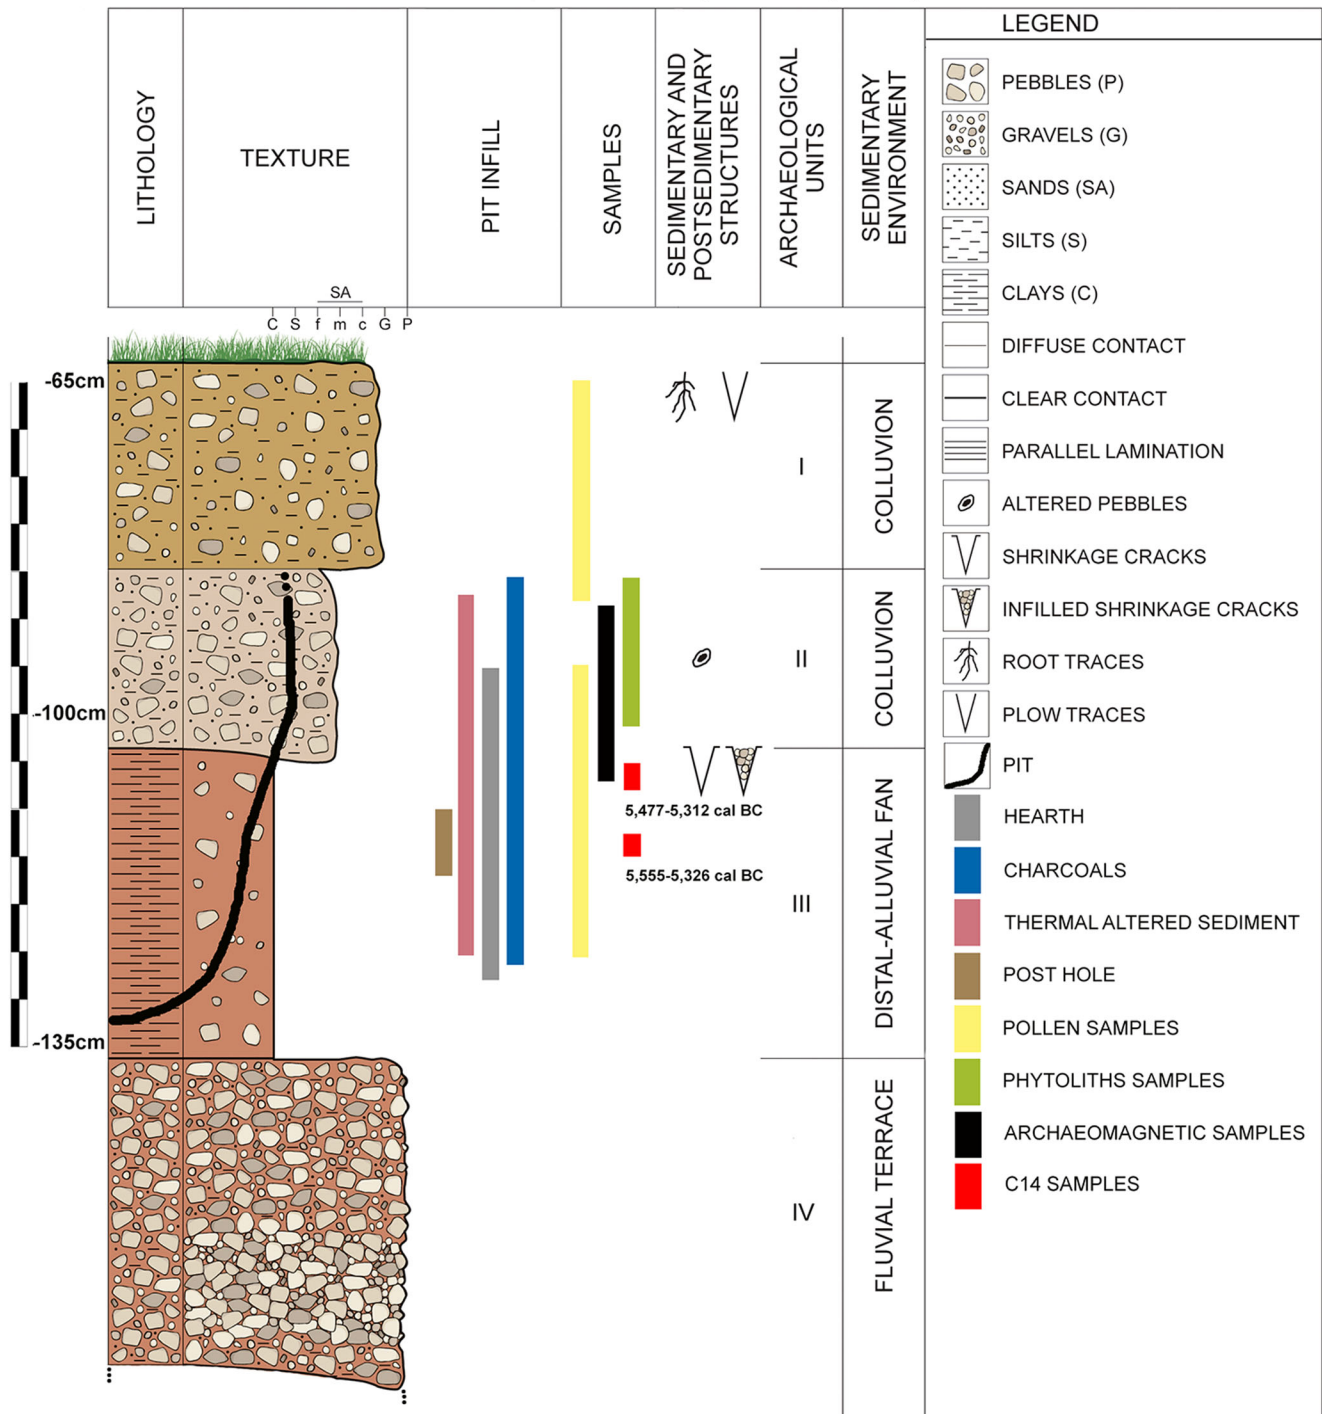 LITHOLOGY
TEXTURE
PIT INFILL
SAMPLES
SEDIMENTARY AND
POSTSEDIMENTARY
STRUCTURES
ARCHAEOLOGICAL
UNITS
SEDIMENTARY
ENVIRONMENT
SA
C S f m c G P
-65cm
-100cm
-135cm
5,477-5,312 cal BC
5,555-5,326 cal BC
I
II
III
IV
COLLUVION
COLLUVION
DISTAL-ALLUVIAL FAN
FLUVIAL TERRACE
LEGEND
PEBBLES (P)
GRAVELS (G)
SANDS (SA)
SILTS (S)
CLAYS (C)
DIFFUSE CONTACT
CLEAR CONTACT
PARALLEL LAMINATION
ALTERED PEBBLES
SHRINKAGE CRACKS
INFILLED SHRINKAGE CRACKS
ROOT TRACES
PLOW TRACES
PIT
HEARTH
CHARCOALS
THERMAL ALTERED SEDIMENT
POST HOLE
POLLEN SAMPLES
PHYTOLITHS SAMPLES
ARCHAEOMAGNETIC SAMPLES
C14 SAMPLES